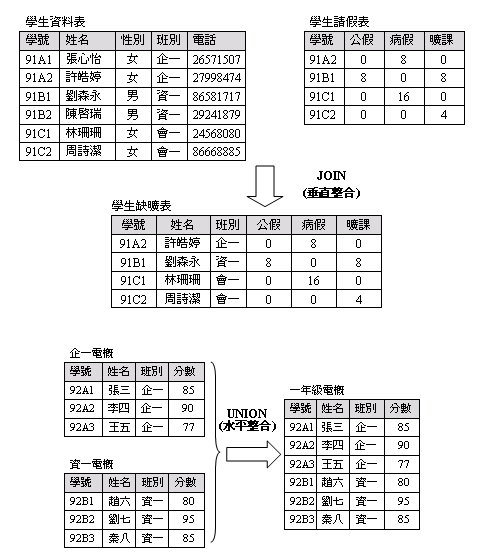 學生資料表
學號 姓名 性別 班別 電話
91A1 張心怡 女 企一 26571507
91A2 許皓婷 女 企一 27998474
91B1 劉森永 男 資一 86581717
91B2 陳啓瑞 男 資一 29241879
91C1 林珊珊 女 會一 24568080
91C2 周詩潔 女 會一 86668885
學生請假表
學號 公假 病假 曠課
91A2 0 8 0
91B1 8 0 8
91C1 0 16 0
91C2 0 0 4
JOIN
(垂直整合)
學生缺曠表
學號 姓名 班別 公假 病假 曠課
91A2 許皓婷 企一 0 8 0
91B1 劉森永 資一 8 0 8
91C1 林珊珊 會一 0 16 0
91C2 周詩潔 會一 0 0 4
企一電概
學號 姓名 班別 分數
92A1 張三 企一 85
92A2 李四 企一 90
92A3 王五 企一 77
資一電概
學號 姓名 班別 分數
92B1 趙六 資一 80
92B2 劉七 資一 95
92B3 秦八 資一 85
UNION
(水平整合)
一年級電概
學號 姓名 班別 分數
92A1 張三 企一 85
92A2 李四 企一 90
92A3 王五 企一 77
92B1 趙六 資一 80
92B2 劉七 資一 95
92B3 秦八 資一 85